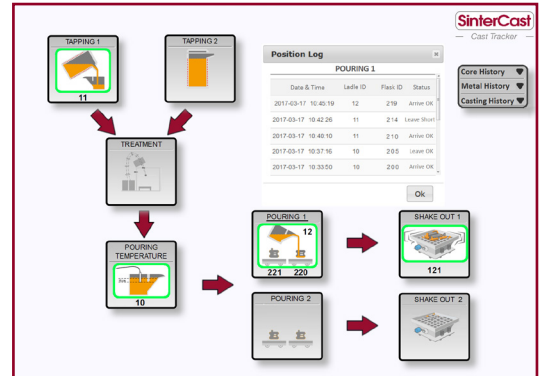 SinterCast
— Cast Tracker —
TAPPING 1
11
TAPPING 2
Position Log
×
POURING 1
Date & Time Ladle ID Flask ID Status
2017-03-17 10:45:19 12 219 Arrive OK
2017-03-17 10:42:26 11 214 Leave Short
2017-03-17 10:40:10 11 210 Arrive OK
2017-03-17 10:37:16 10 205 Leave OK
2017-03-17 10:33:50 10 200 Arrive OK
Ok
Core History
Metal History
Casting History
TREATMENT
POURING
TEMPERATURE
10
POURING 1
12
221 220
SHAKE OUT 1
121
POURING 2
SHAKE OUT 2